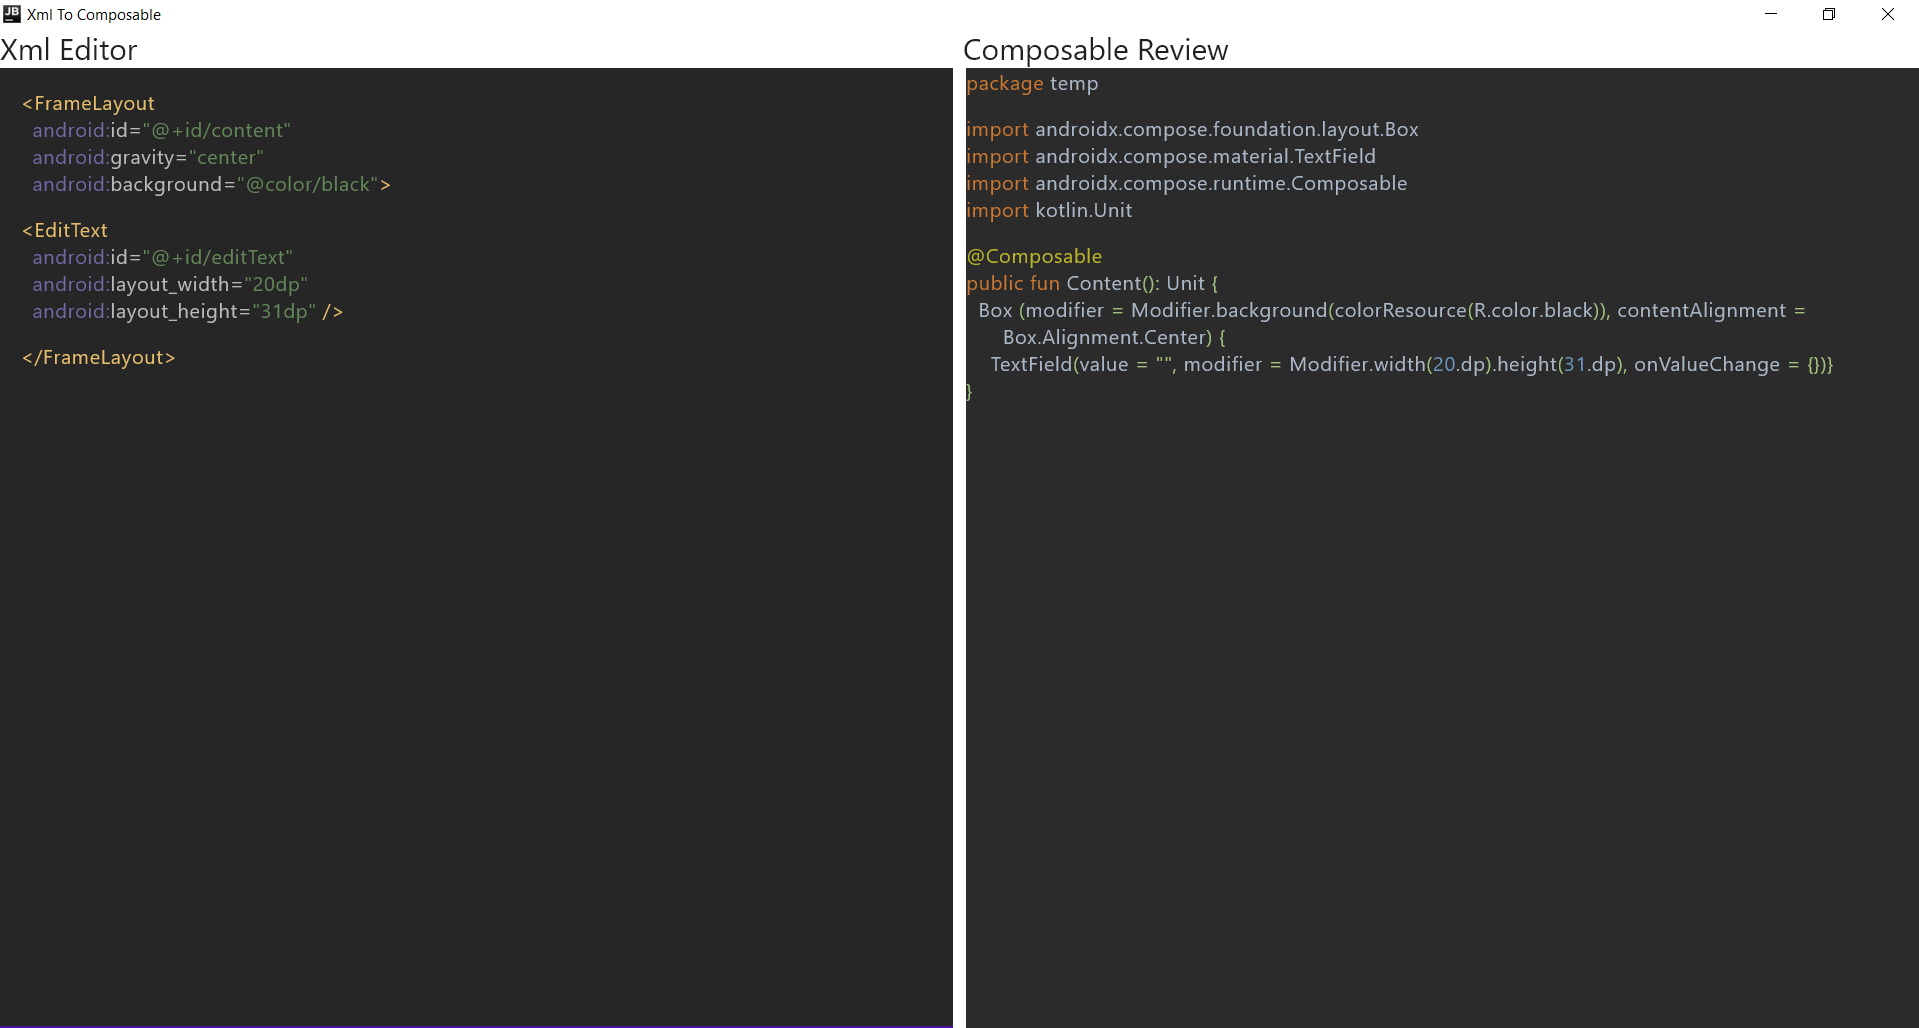 JB Xml To Composable
Xml Editor
<FrameLayout
android:id="@+id/content"
android:gravity="center"
android:background="@color/black">
<EditText
android:id="@+id/editText"
android:layout_width="20dp"
android:layout_height="31dp" />
</FrameLayout>
Composable Review
package temp
import androidx.compose.foundation.layout.Box
import androidx.compose.material.TextField
import androidx.compose.runtime.Composable
import kotlin.Unit
@Composable
public fun Content(): Unit {
Box (modifier = Modifier.background(colorResource(R.color.black)), contentAlignment =
Box.Alignment.Center) {
TextField(value = "", modifier = Modifier.width(20.dp).height(31.dp), onValueChange = {})}
}